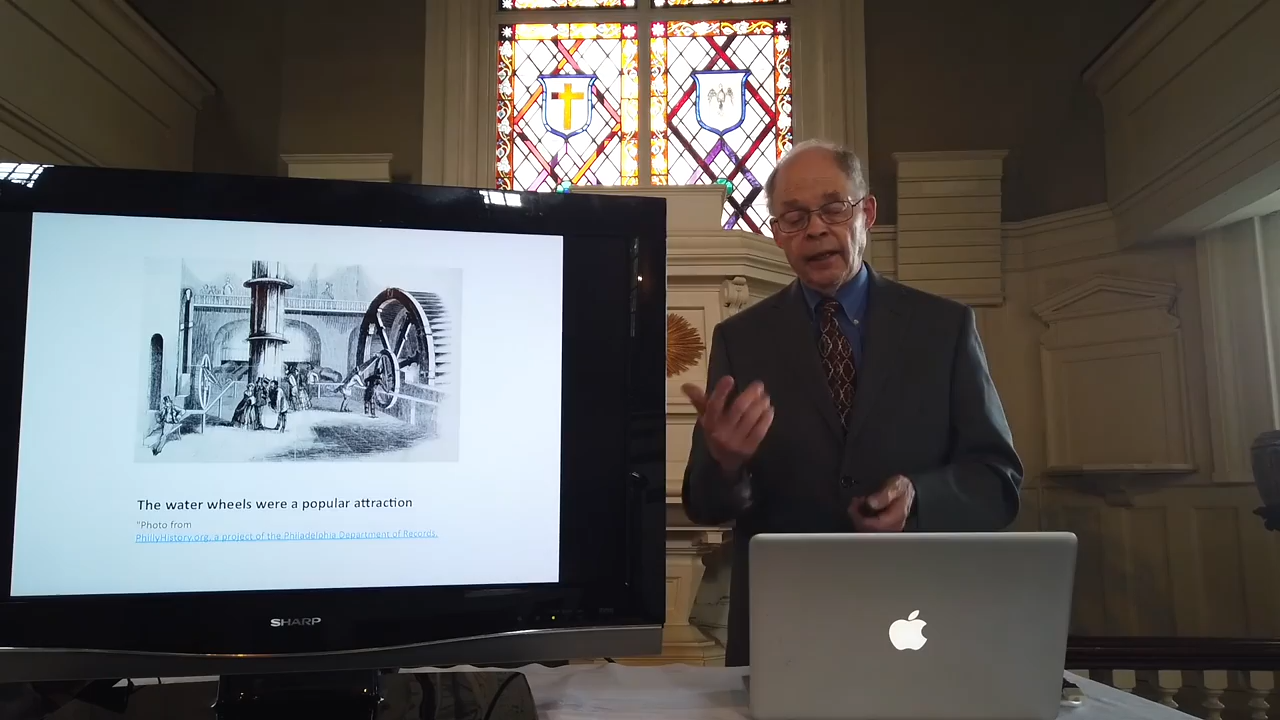 The water wheels were a popular attraction
"Photo from
PhillyHistory.org, a project of the Philadelphia Department of Records.
SHARP